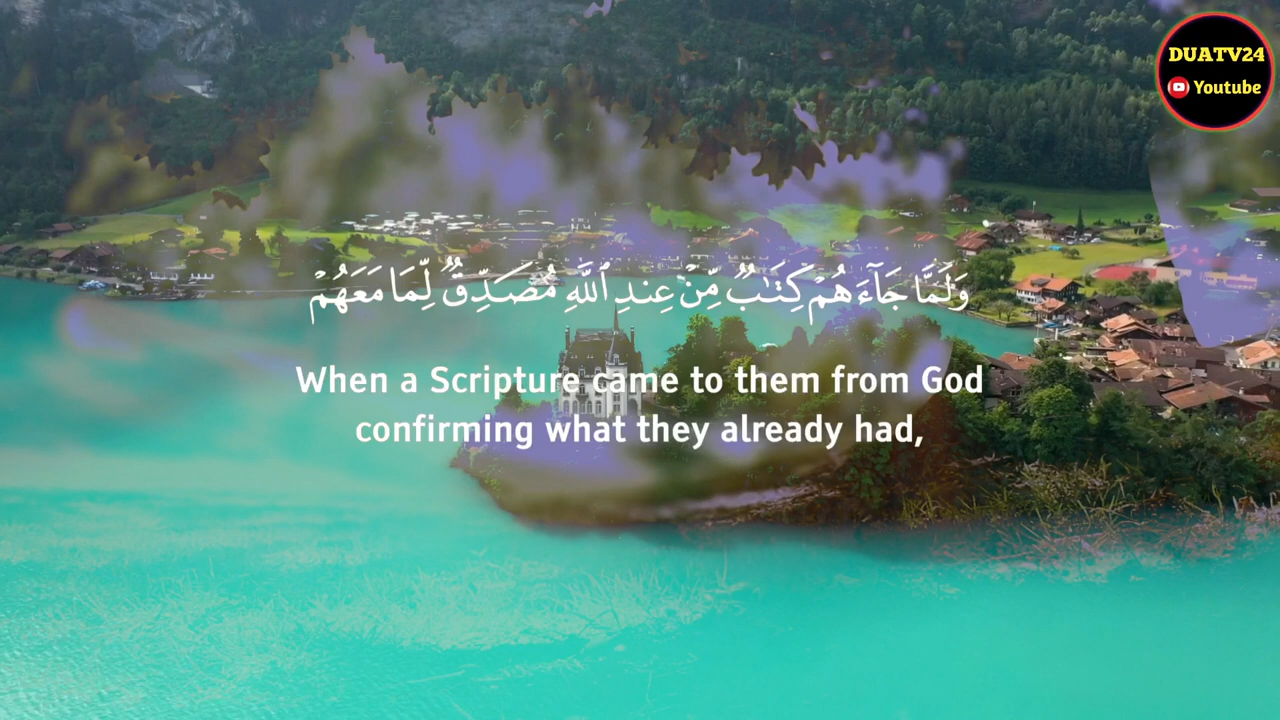 DUATV24
Youtube
وَلَمَّا جَآءَهُمْ كِتَـٰبٌ مِّنْ عِندِ ٱللَّهِ مُصَدِّقٌ لِّمَا مَعَهُمْ
When a Scripture came to them from God
confirming what they already had,